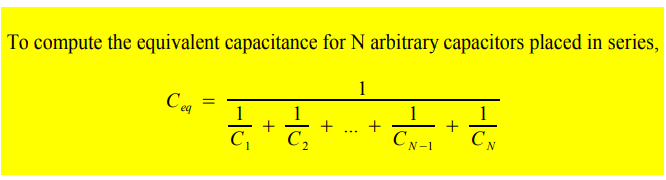 To compute the equivalent capacitance for N arbitrary capacitors placed in series,
C_eq = 1 / (1/C_1 + 1/C_2 + ... + 1/C_{N-1} + 1/C_N)